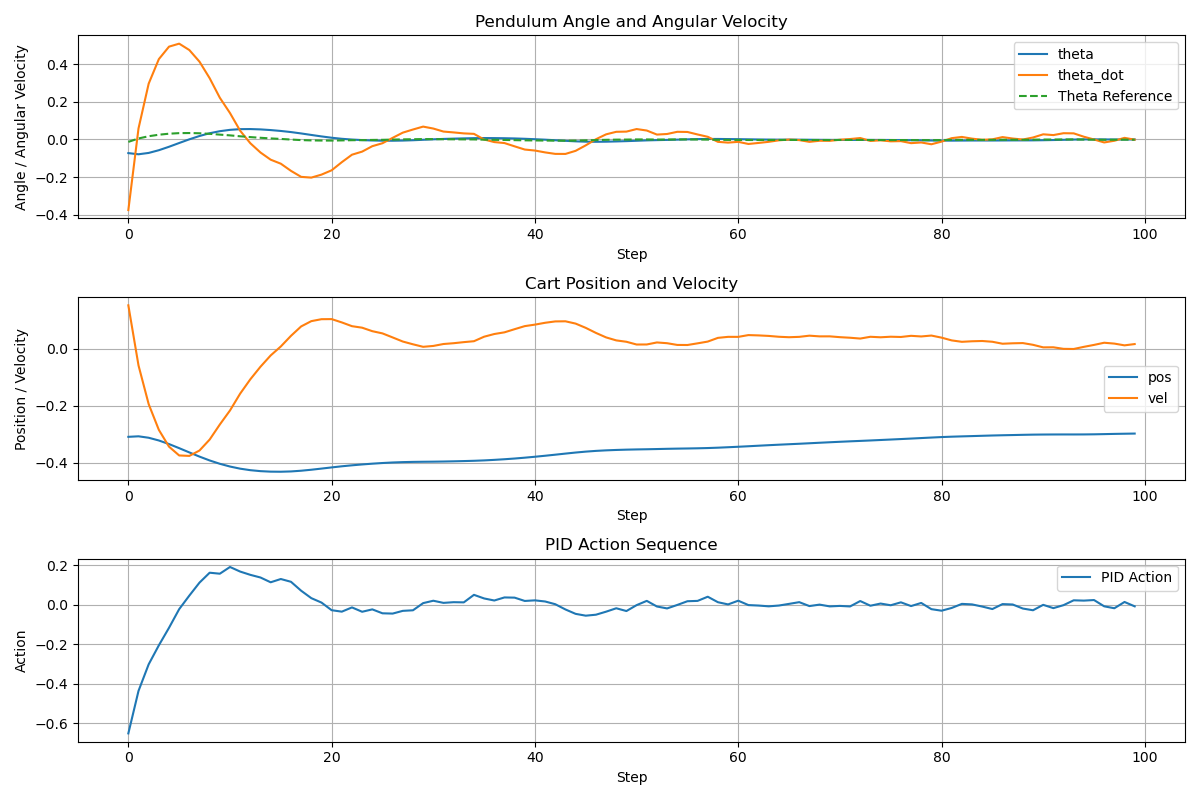 Pendulum Angle and Angular Velocity
Angle / Angular Velocity
0.4
0.2
0.0
−0.2
−0.4
theta
theta_dot
Theta Reference
0 20 40 60 80 100
Step
Cart Position and Velocity
Position / Velocity
0.0
−0.2
−0.4
pos
vel
0 20 40 60 80 100
Step
PID Action Sequence
Action
0.2
0.0
−0.2
−0.4
−0.6
PID Action
0 20 40 60 80 100
Step